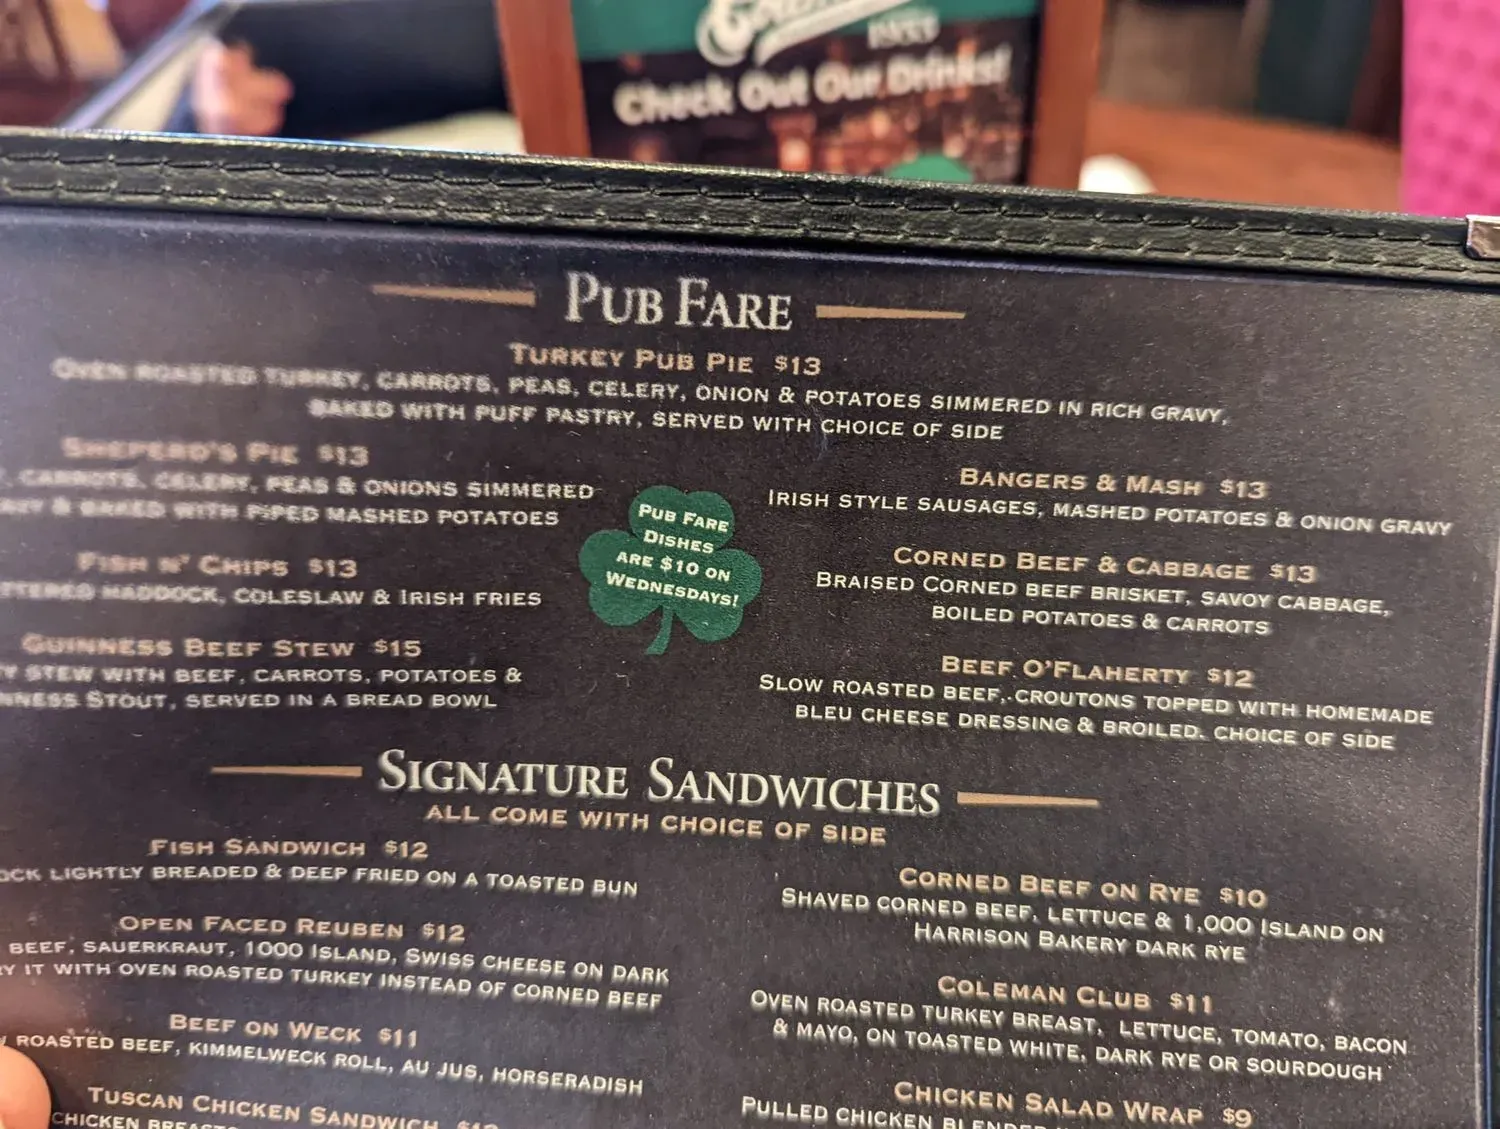 1933
Check Out Our Drinks!
PUB FARE
TURKEY PUB PIE $13
OVEN ROASTED TURKEY, CARROTS, PEAS, CELERY, ONION & POTATOES SIMMERED IN RICH GRAVY,
BAKED WITH PUFF PASTRY, SERVED WITH CHOICE OF SIDE
SHEPERD'S PIE $13
CARROTS, CELERY, PEAS & ONIONS SIMMERED
& BAKED WITH PIPED MASHED POTATOES
FISH N' CHIPS $13
HADDOCK, COLESLAW & IRISH FRIES
GUINNESS BEEF STEW $15
STEW WITH BEEF, CARROTS, POTATOES &
STOUT, SERVED IN A BREAD BOWL
PUB FARE
DISHES
ARE $10 ON
WEDNESDAYS!
BANGERS & MASH $13
IRISH STYLE SAUSAGES, MASHED POTATOES & ONION GRAVY
CORNED BEEF & CABBAGE $13
BRAISED CORNED BEEF BRISKET, SAVOY CABBAGE,
BOILED POTATOES & CARROTS
BEEF O'FLAHERTY $12
SLOW ROASTED BEEF, CROUTONS TOPPED WITH HOMEMADE
BLEU CHEESE DRESSING & BROILED. CHOICE OF SIDE
SIGNATURE SANDWICHES
ALL COME WITH CHOICE OF SIDE
FISH SANDWICH $12
LIGHTLY BREADED & DEEP FRIED ON A TOASTED BUN
OPEN FACED REUBEN $12
BEEF, SAUERKRAUT, 1000 ISLAND, SWISS CHEESE ON DARK
IT WITH OVEN ROASTED TURKEY INSTEAD OF CORNED BEEF
BEEF ON WECK $11
ROASTED BEEF, KIMMELWECK ROLL, AU JUS, HORSERADISH
TUSCAN CHICKEN SANDWICH
CHICKEN
CORNED BEEF ON RYE $10
SHAVED CORNED BEEF, LETTUCE & 1,000 ISLAND ON
HARRISON BAKERY DARK RYE
COLEMAN CLUB $11
OVEN ROASTED TURKEY BREAST, LETTUCE, TOMATO, BACON
& MAYO, ON TOASTED WHITE, DARK RYE OR SOURDOUGH
CHICKEN SALAD WRAP $9
PULLED CHICKEN BLENDED